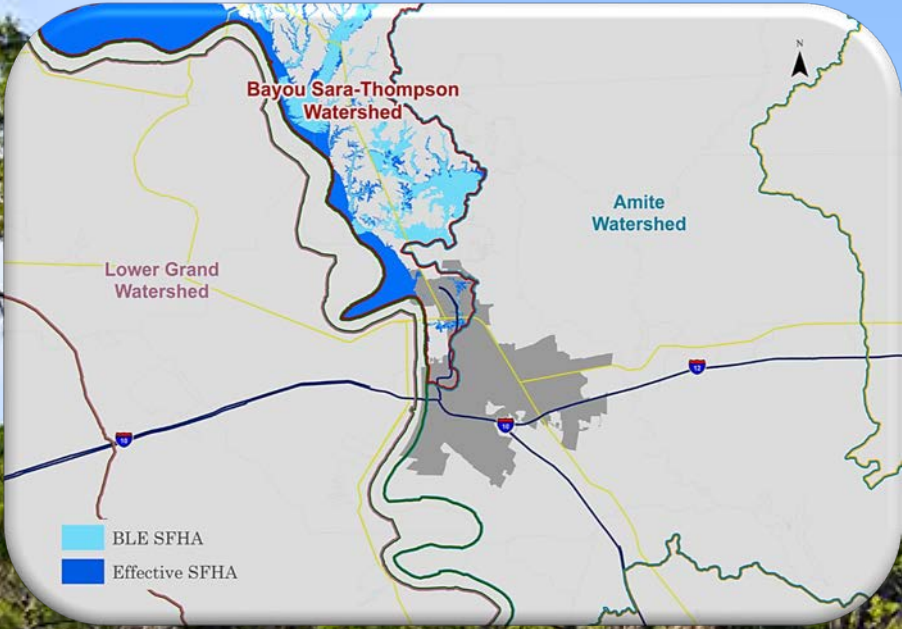 N
Bayou Sara-Thompson
Watershed
Amite
Watershed
Lower Grand
Watershed
12
10
10
BLE SFHA
Effective SFHA